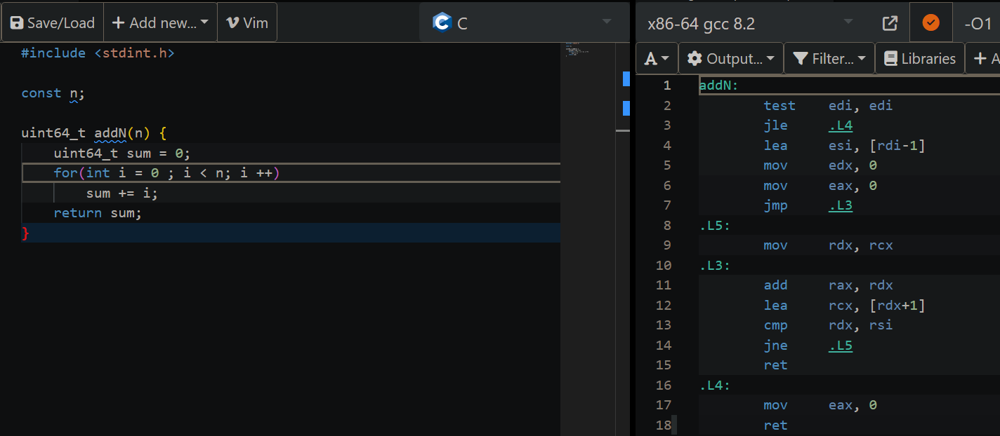 Save/Load + Add new... Vim C
#include <stdint.h>
const n;
uint64_t addN(n) {
    uint64_t sum = 0;
    for(int i = 0 ; i < n; i ++)
        sum += i;
    return sum;
}
x86-64 gcc 8.2 -O1
A Output... Filter... Libraries + A
1 addN:
2         test    edi, edi
3         jle     .L4
4         lea     esi, [rdi-1]
5         mov     edx, 0
6         mov     eax, 0
7         jmp     .L3
8 .L5:
9         mov     rdx, rcx
10 .L3:
11         add     rax, rdx
12         lea     rcx, [rdx+1]
13         cmp     rdx, rsi
14         jne     .L5
15         ret
16 .L4:
17         mov     eax, 0
18         ret